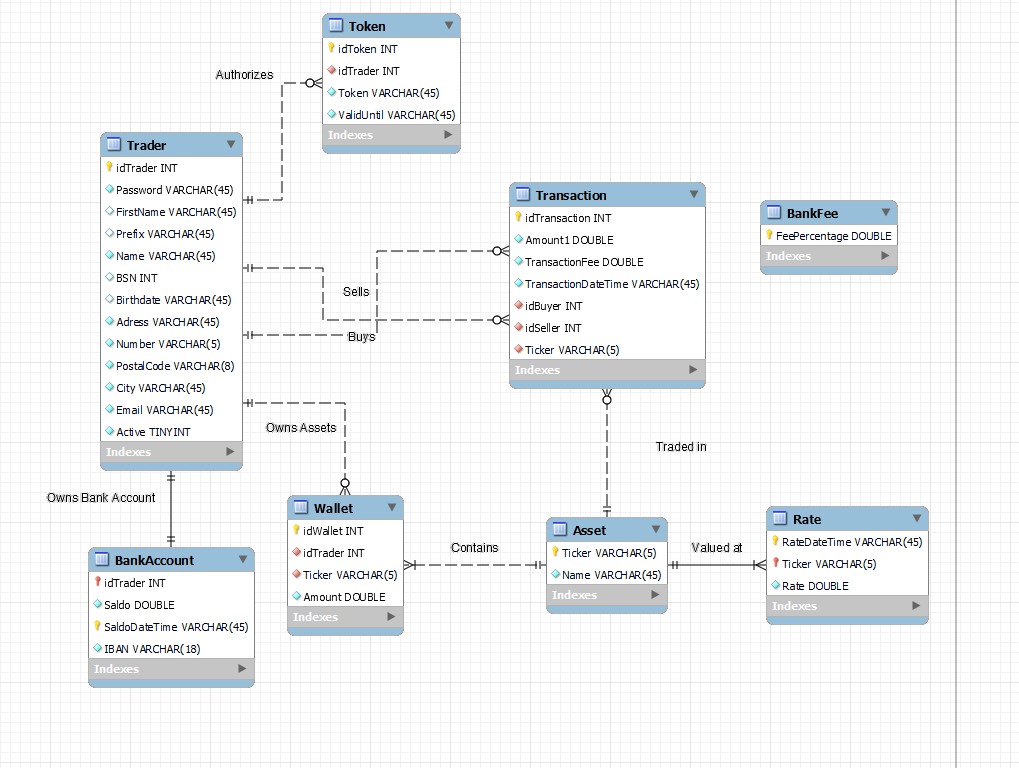 Token
idToken INT
idTrader INT
Token VARCHAR(45)
ValidUntil VARCHAR(45)
Indexes
Authorizes
Trader
idTrader INT
Password VARCHAR(45)
FirstName VARCHAR(45)
Prefix VARCHAR(45)
Name VARCHAR(45)
BSN INT
Birthdate VARCHAR(45)
Adress VARCHAR(45)
Number VARCHAR(5)
PostalCode VARCHAR(8)
City VARCHAR(45)
Email VARCHAR(45)
Active TINYINT
Indexes
Transaction
idTransaction INT
Amount1 DOUBLE
TransactionFee DOUBLE
TransactionDateTime VARCHAR(45)
idBuyer INT
idSeller INT
Ticker VARCHAR(5)
Indexes
BankFee
FeePercentage DOUBLE
Indexes
Sells
Buys
Owns Assets
Traded in
Owns Bank Account
BankAccount
idTrader INT
Saldo DOUBLE
SaldoDateTime VARCHAR(45)
IBAN VARCHAR(18)
Indexes
Wallet
idWallet INT
idTrader INT
Ticker VARCHAR(5)
Amount DOUBLE
Indexes
Contains
Asset
Ticker VARCHAR(5)
Name VARCHAR(45)
Indexes
Valued at
Rate
RateDateTime VARCHAR(45)
Ticker VARCHAR(5)
Rate DOUBLE
Indexes